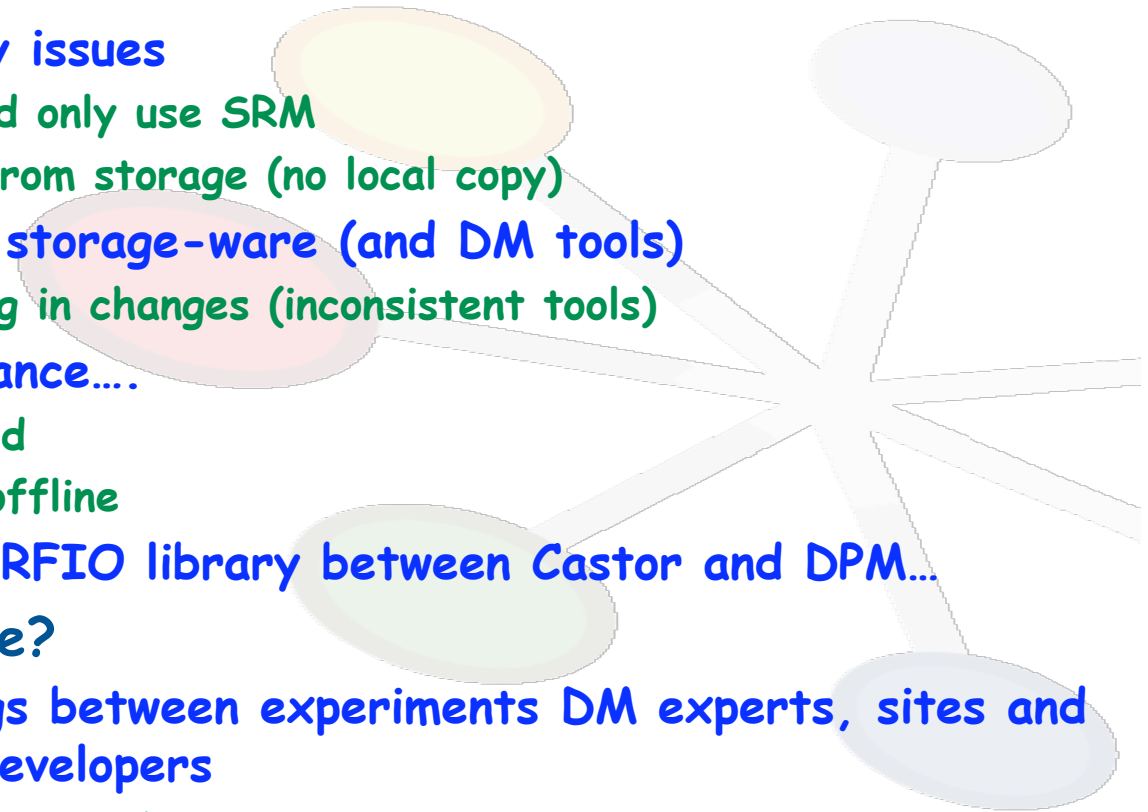 y issues
d only use SRM
rom storage (no local copy)
storage-ware (and DM tools)
g in changes (inconsistent tools)
ance….
d
offline
RFIO library between Castor and DPM…
e?
gs between experiments DM experts, sites and
evelopers